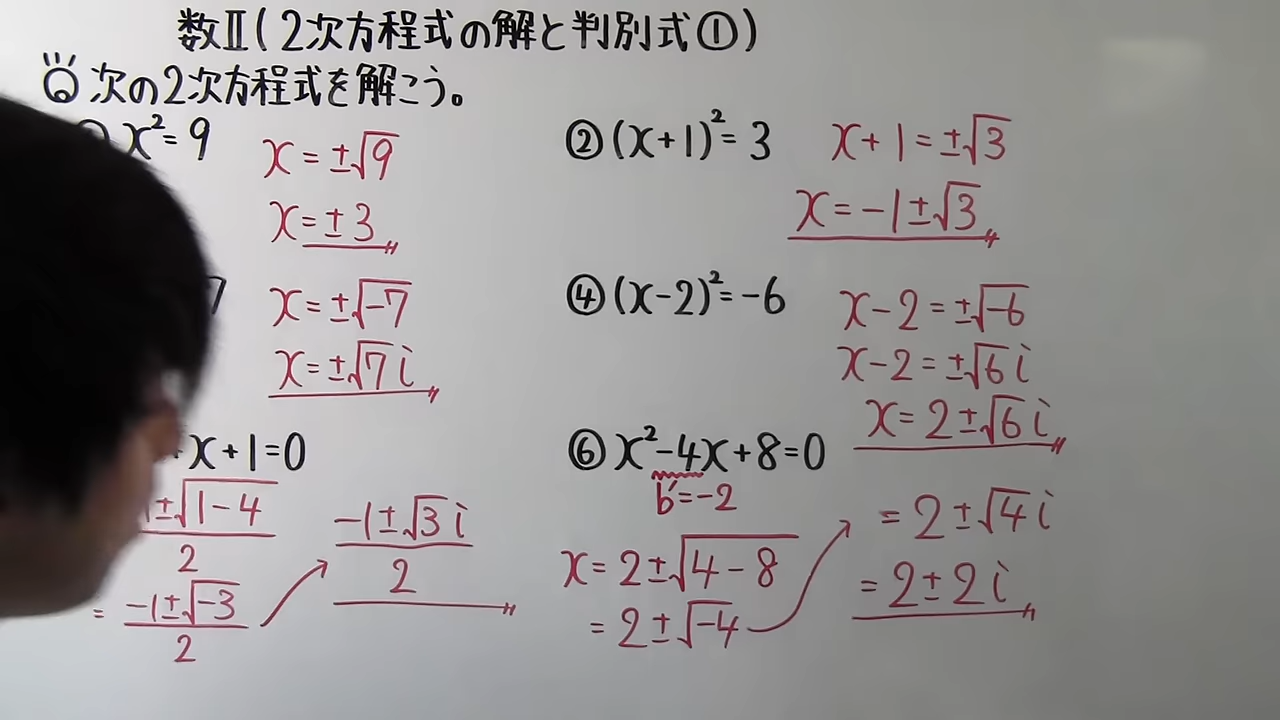 数Ⅱ(2次方程式の解と判別式①)
Q 次の2次方程式を解こう。
x²=9
x=±√9
x=±3
②(x+1)²=3
x+1=±√3
x=-1±√3
7
x=±√-7
x=±√7i
④(x-2)²=-6
x-2=±√-6
x-2=±√6i
x=2±√6i
x+1=0
1±√1-4/2
=-1±√-3/2
-1±√3i/2
⑥x²-4x+8=0
b'=-2
x=2±√4-8
=2±√-4
=2±√4i
=2±2i